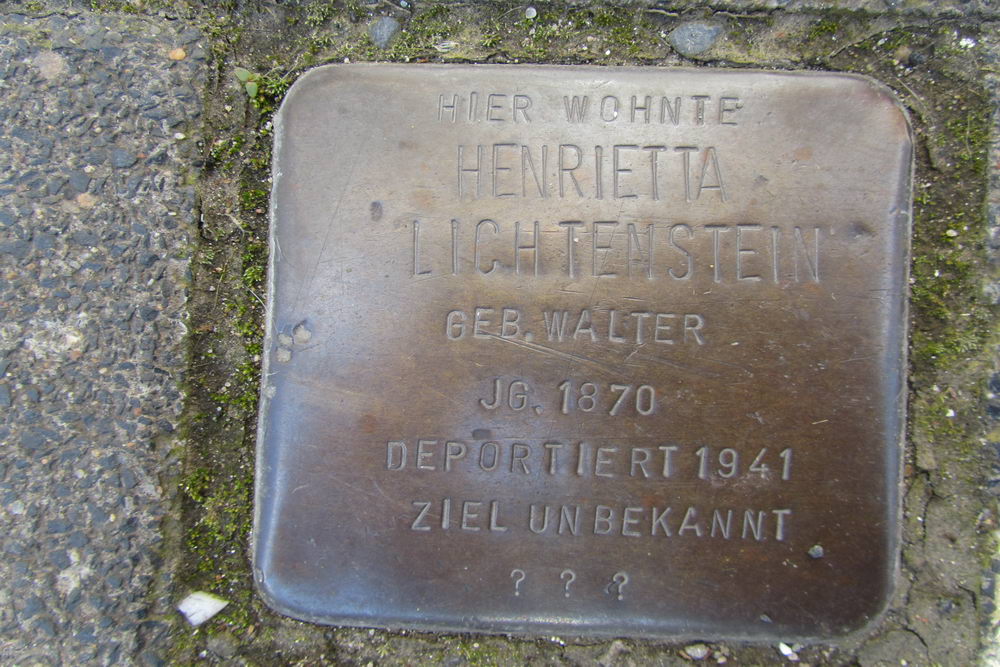 HIER WOHNTE
HENRIETTA
LICHTENSTEIN
GEB. WALTER
JG. 1870
DEPORTIERT 1941
ZIEL UNBEKANNT
? ? ?